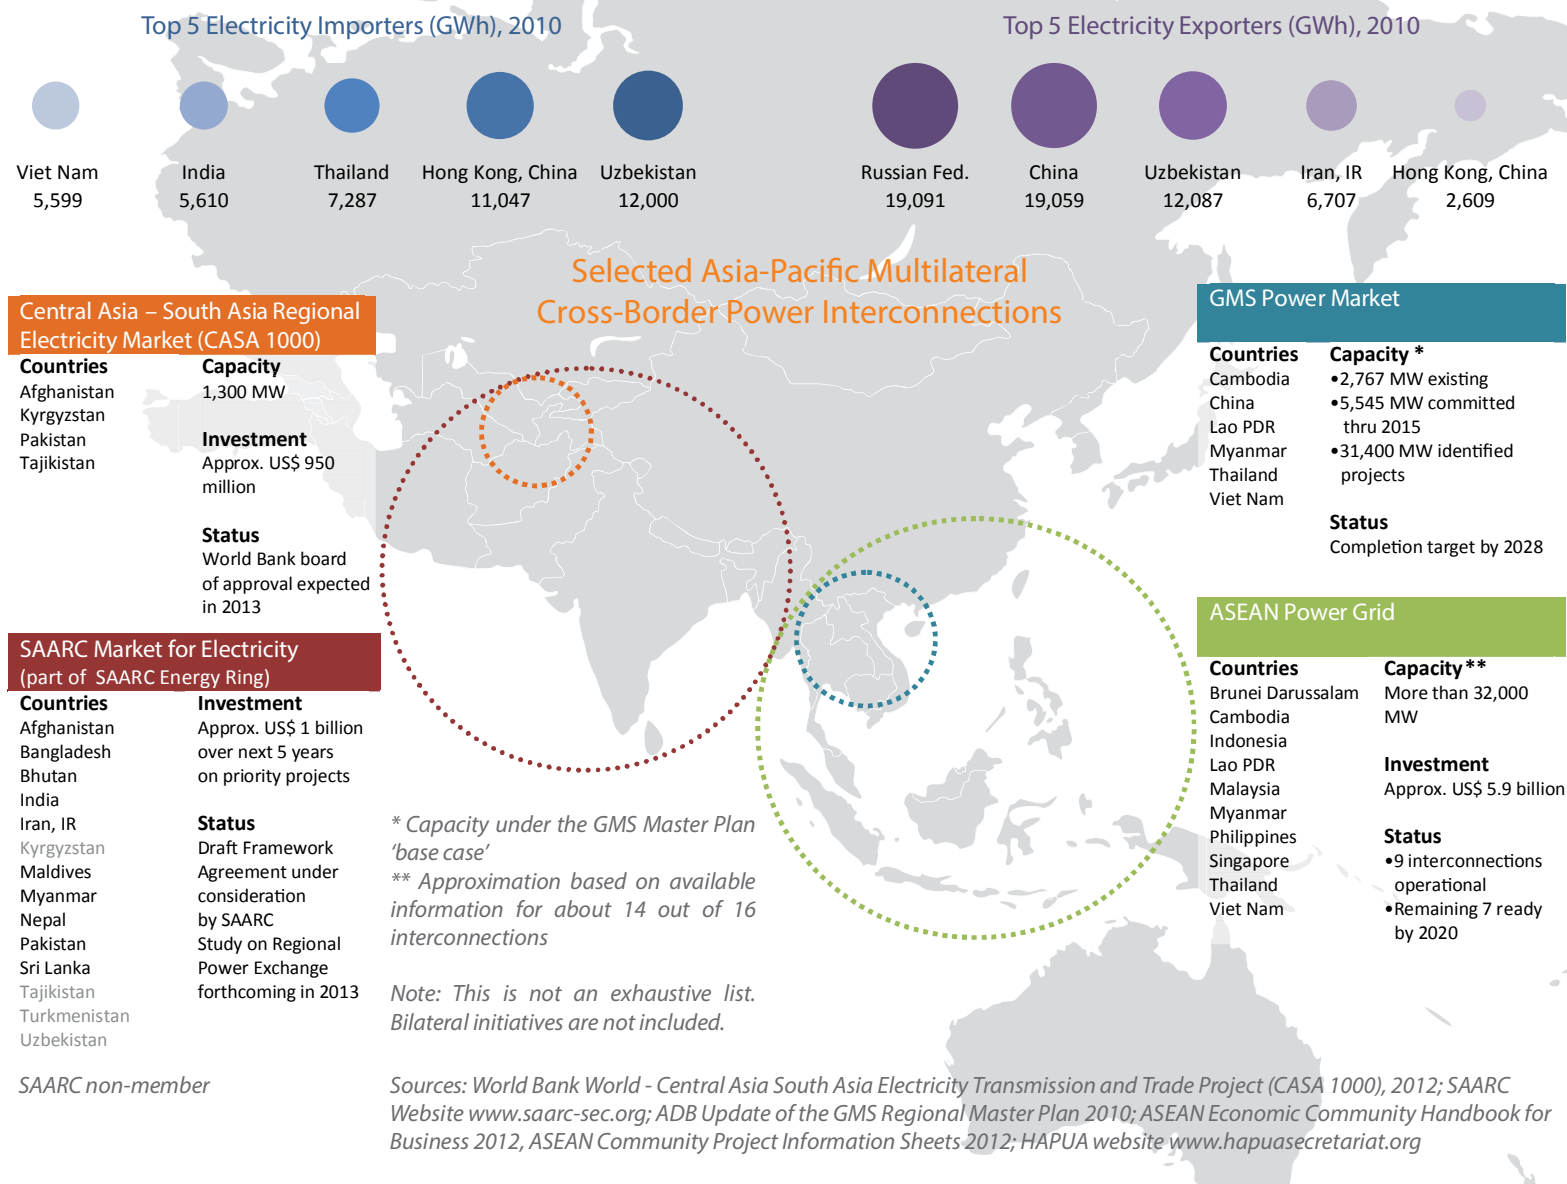 Top 5 Electricity Importers (GWh), 2010
Viet Nam
5,599
India
5,610
Thailand
7,287
Hong Kong, China
11,047
Uzbekistan
12,000
Top 5 Electricity Exporters (GWh), 2010
Russian Fed.
19,091
China
19,059
Uzbekistan
12,087
Iran, IR
6,707
Hong Kong, China
2,609
Selected Asia-Pacific Multilateral
Cross-Border Power Interconnections
Central Asia – South Asia Regional
Electricity Market (CASA 1000)
Countries
Afghanistan
Kyrgyzstan
Pakistan
Tajikistan
Capacity
1,300 MW
Investment
Approx. US$ 950
million
Status
World Bank board
of approval expected
in 2013
SAARC Market for Electricity
(part of SAARC Energy Ring)
Countries
Afghanistan
Bangladesh
Bhutan
India
Iran, IR
Kyrgyzstan
Maldives
Myanmar
Nepal
Pakistan
Sri Lanka
Tajikistan
Turkmenistan
Uzbekistan
Investment
Approx. US$ 1 billion
over next 5 years
on priority projects
Status
Draft Framework
Agreement under
consideration
by SAARC
Study on Regional
Power Exchange
forthcoming in 2013
SAARC non-member
GMS Power Market
Countries
Cambodia
China
Lao PDR
Myanmar
Thailand
Viet Nam
Capacity *
•2,767 MW existing
•5,545 MW committed
thru 2015
•31,400 MW identified
projects
Status
Completion target by 2028
ASEAN Power Grid
Countries
Brunei Darussalam
Cambodia
Indonesia
Lao PDR
Malaysia
Myanmar
Philippines
Singapore
Thailand
Viet Nam
Capacity **
More than 32,000
MW
Investment
Approx. US$ 5.9 billion
Status
•9 interconnections
operational
•Remaining 7 ready
by 2020
* Capacity under the GMS Master Plan
‘base case’
** Approximation based on available
information for about 14 out of 16
interconnections
Note: This is not an exhaustive list.
Bilateral initiatives are not included.
Sources: World Bank World - Central Asia South Asia Electricity Transmission and Trade Project (CASA 1000), 2012; SAARC
Website www.saarc-sec.org; ADB Update of the GMS Regional Master Plan 2010; ASEAN Economic Community Handbook for
Business 2012, ASEAN Community Project Information Sheets 2012; HAPUA website www.hapuasecretariat.org